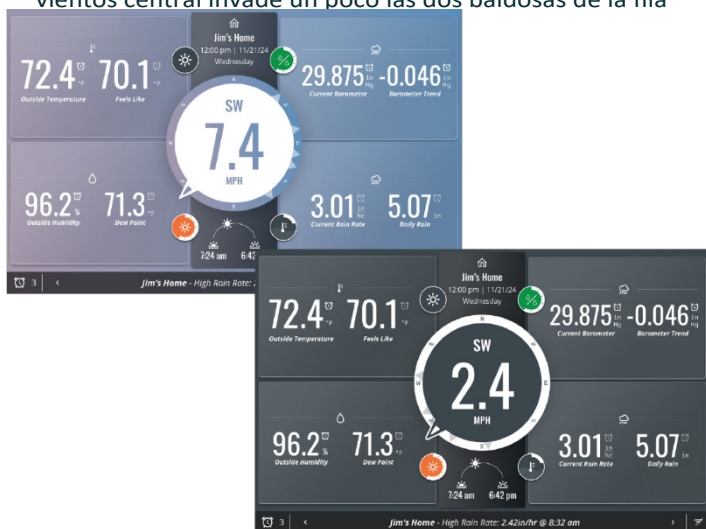 vientos central invade un poco las dos baldosas de la fila
Jim's Home
12:00 pm | 11/21/24
Wednesday
72.4 °F 70.1 °F
Outside Temperature Feels Like
29.875 in Hg -0.046 in Hg
Current Barometer Barometer Trend
SW
7.4
MPH
96.2 % 71.3 °F
Outside Humidity Dew Point
3.01 in hr 5.07 in
Current Rain Rate Daily Rain
7:24 am 6:42
3 ‹ Jim's Home - High Rain Rate:
Jim's Home
12:00 pm | 11/21/24
Wednesday
72.4 °F 70.1 °F
Outside Temperature Feels Like
29.875 in Hg -0.046 in Hg
Current Barometer Barometer Trend
N
SW
W E
2.4
MPH
S
96.2 % 71.3 °F
Outside Humidity Dew Point
3.01 in hr 5.07 in
Current Rain Rate Daily Rain
7:24 am 6:42 pm
3 ‹ Jim's Home - High Rain Rate: 2.42in/hr @ 8:32 am ›